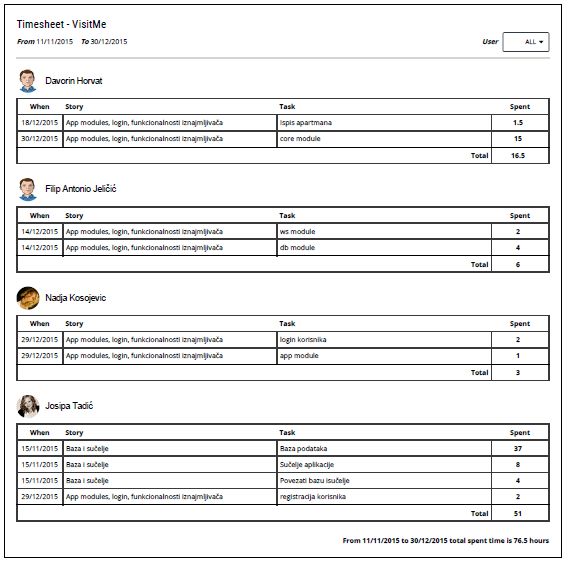 Timesheet - VisitMe
From 11/11/2015 To 30/12/2015 User ALL
Davorin Horvat
When Story Task Spent
18/12/2015 App modules, login, funkcionalnosti iznajmljivača Ispis apartmana 1.5
30/12/2015 App modules, login, funkcionalnosti iznajmljivača core module 15
Total 16.5
Filip Antonio Jeličić
When Story Task Spent
14/12/2015 App modules, login, funkcionalnosti iznajmljivača ws module 2
14/12/2015 App modules, login, funkcionalnosti iznajmljivača db module 4
Total 6
Nadja Kosojevic
When Story Task Spent
29/12/2015 App modules, login, funkcionalnosti iznajmljivača login korisnika 2
29/12/2015 App modules, login, funkcionalnosti iznajmljivača app module 1
Total 3
Josipa Tadić
When Story Task Spent
15/11/2015 Baza i sučelje Baza podataka 37
15/11/2015 Baza i sučelje Sučelje aplikacije 8
15/11/2015 Baza i sučelje Povezati bazu isučelje 4
29/12/2015 App modules, login, funkcionalnosti iznajmljivača registracija korisnika 2
Total 51
From 11/11/2015 to 30/12/2015 total spent time is 76.5 hours